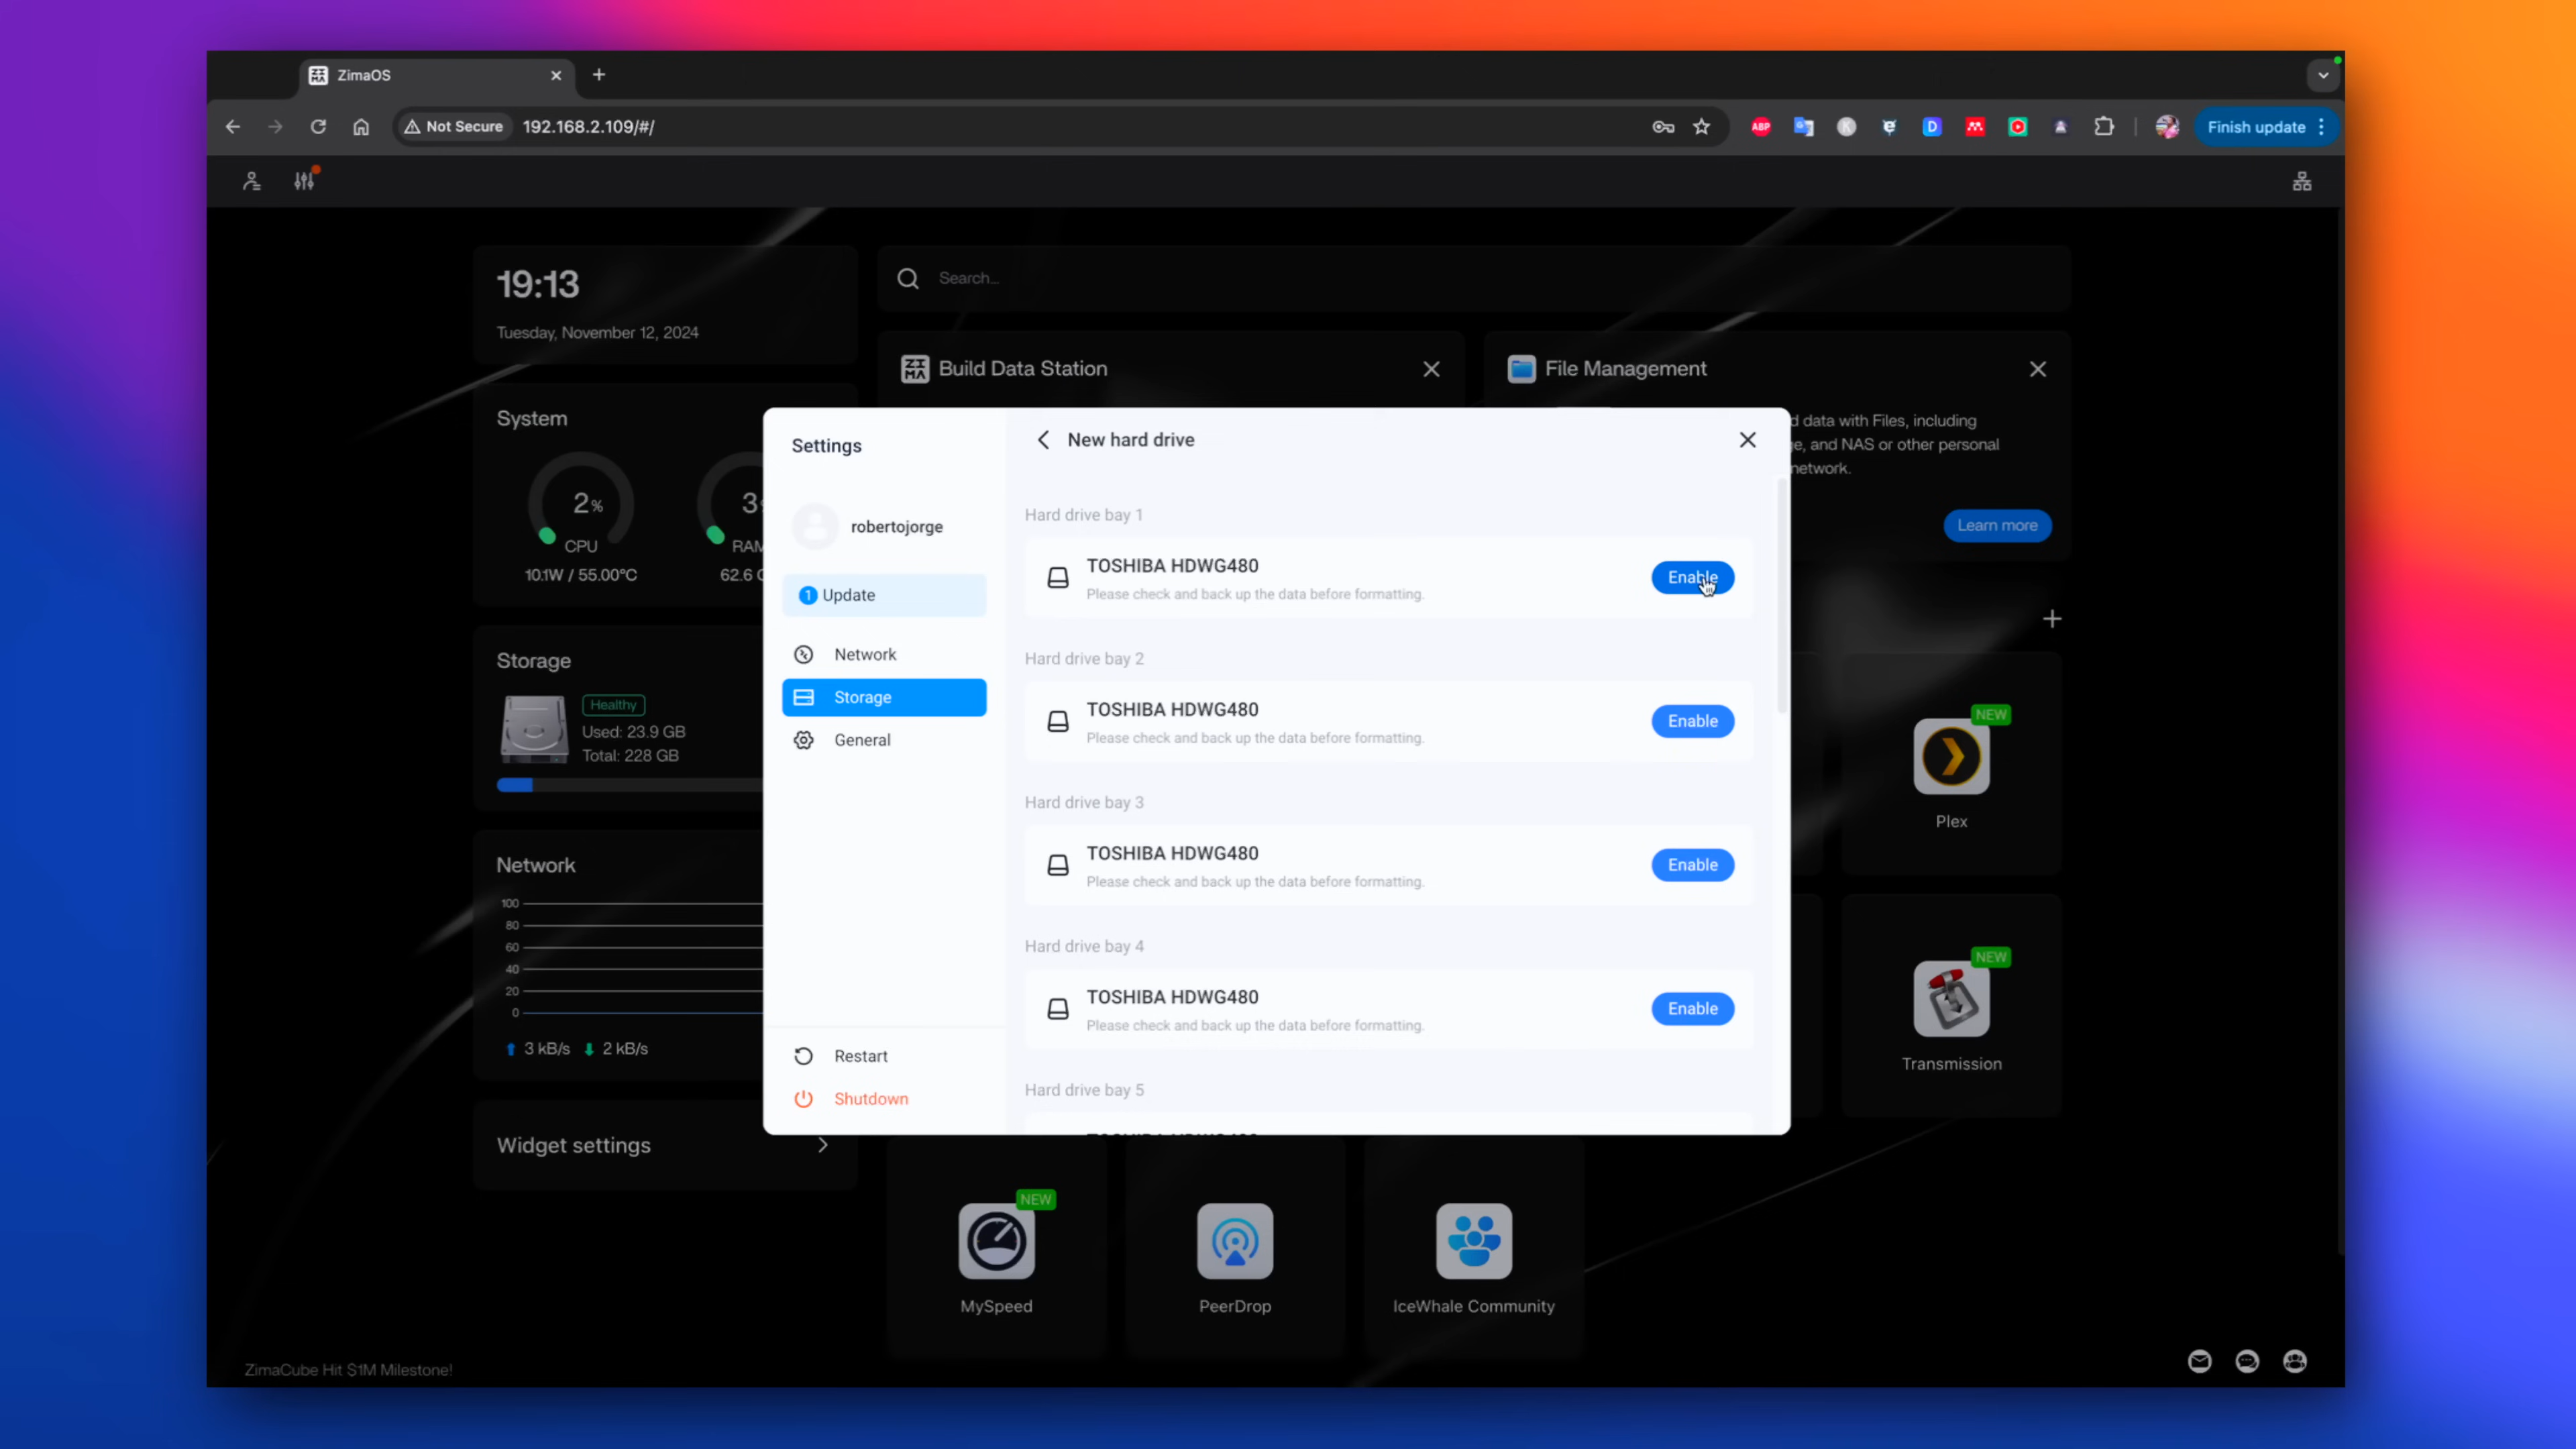 ZimaOS
Not Secure 192.168.2.109/#/
ABP
D
Finish update
19:13
Tuesday, November 12, 2024
Search...
ZIMA Build Data Station
File Management
d data with Files, including
e, and NAS or other personal
network.
Learn more
System
2%
CPU
10.1W / 55.00°C
RAM
62.6
Storage
Healthy
Used: 23.9 GB
Total: 228 GB
Network
100
80
60
40
20
0
3 kB/s 2 kB/s
Widget settings
Settings
robertojorge
1 Update
Network
Storage
General
Restart
Shutdown
New hard drive
Hard drive bay 1
TOSHIBA HDWG480
Please check and back up the data before formatting.
Enable
Hard drive bay 2
TOSHIBA HDWG480
Please check and back up the data before formatting.
Enable
Hard drive bay 3
TOSHIBA HDWG480
Please check and back up the data before formatting.
Enable
Hard drive bay 4
TOSHIBA HDWG480
Please check and back up the data before formatting.
Enable
Hard drive bay 5
NEW
Plex
NEW
Transmission
NEW
MySpeed
PeerDrop
IceWhale Community
ZimaCube Hit $1M Milestone!